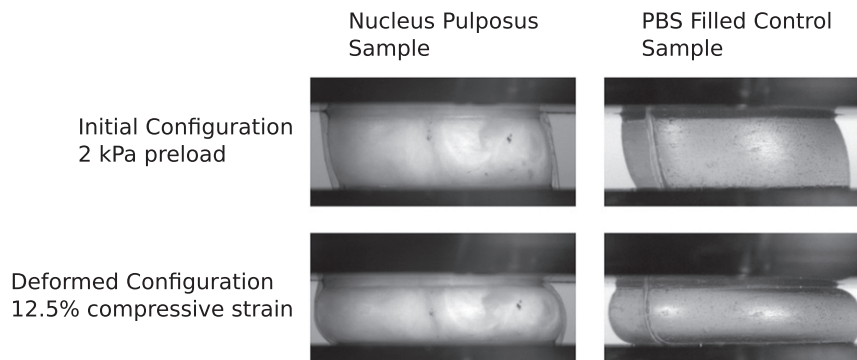 Nucleus Pulposus
Sample
PBS Filled Control
Sample
Initial Configuration
2 kPa preload
Deformed Configuration
12.5% compressive strain